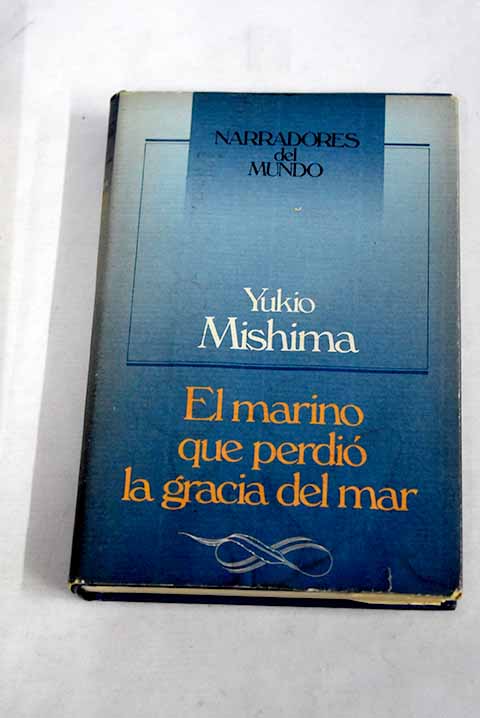 NARRADORES
del
MUNDO
Yukio
Mishima
El marino
que perdió
la gracia del mar